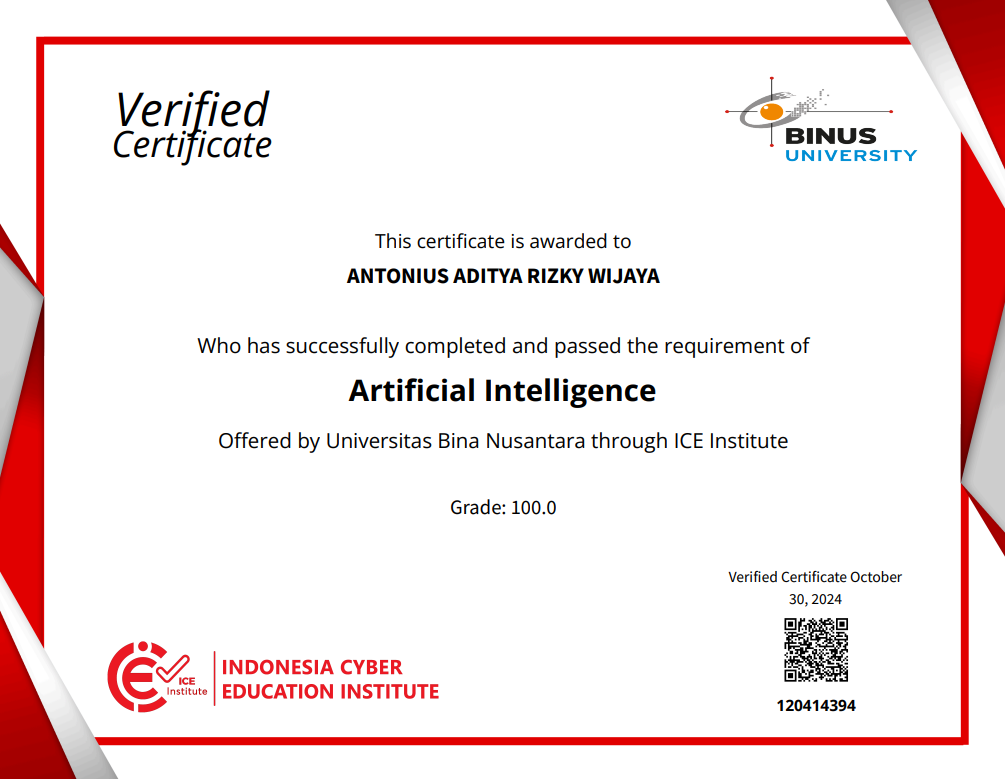 Verified
Certificate
BINUS
UNIVERSITY
This certificate is awarded to
ANTONIUS ADITYA RIZKY WIJAYA
Who has successfully completed and passed the requirement of
Artificial Intelligence
Offered by Universitas Bina Nusantara through ICE Institute
Grade: 100.0
Verified Certificate October
30, 2024
ICE
Institute
INDONESIA CYBER
EDUCATION INSTITUTE
120414394